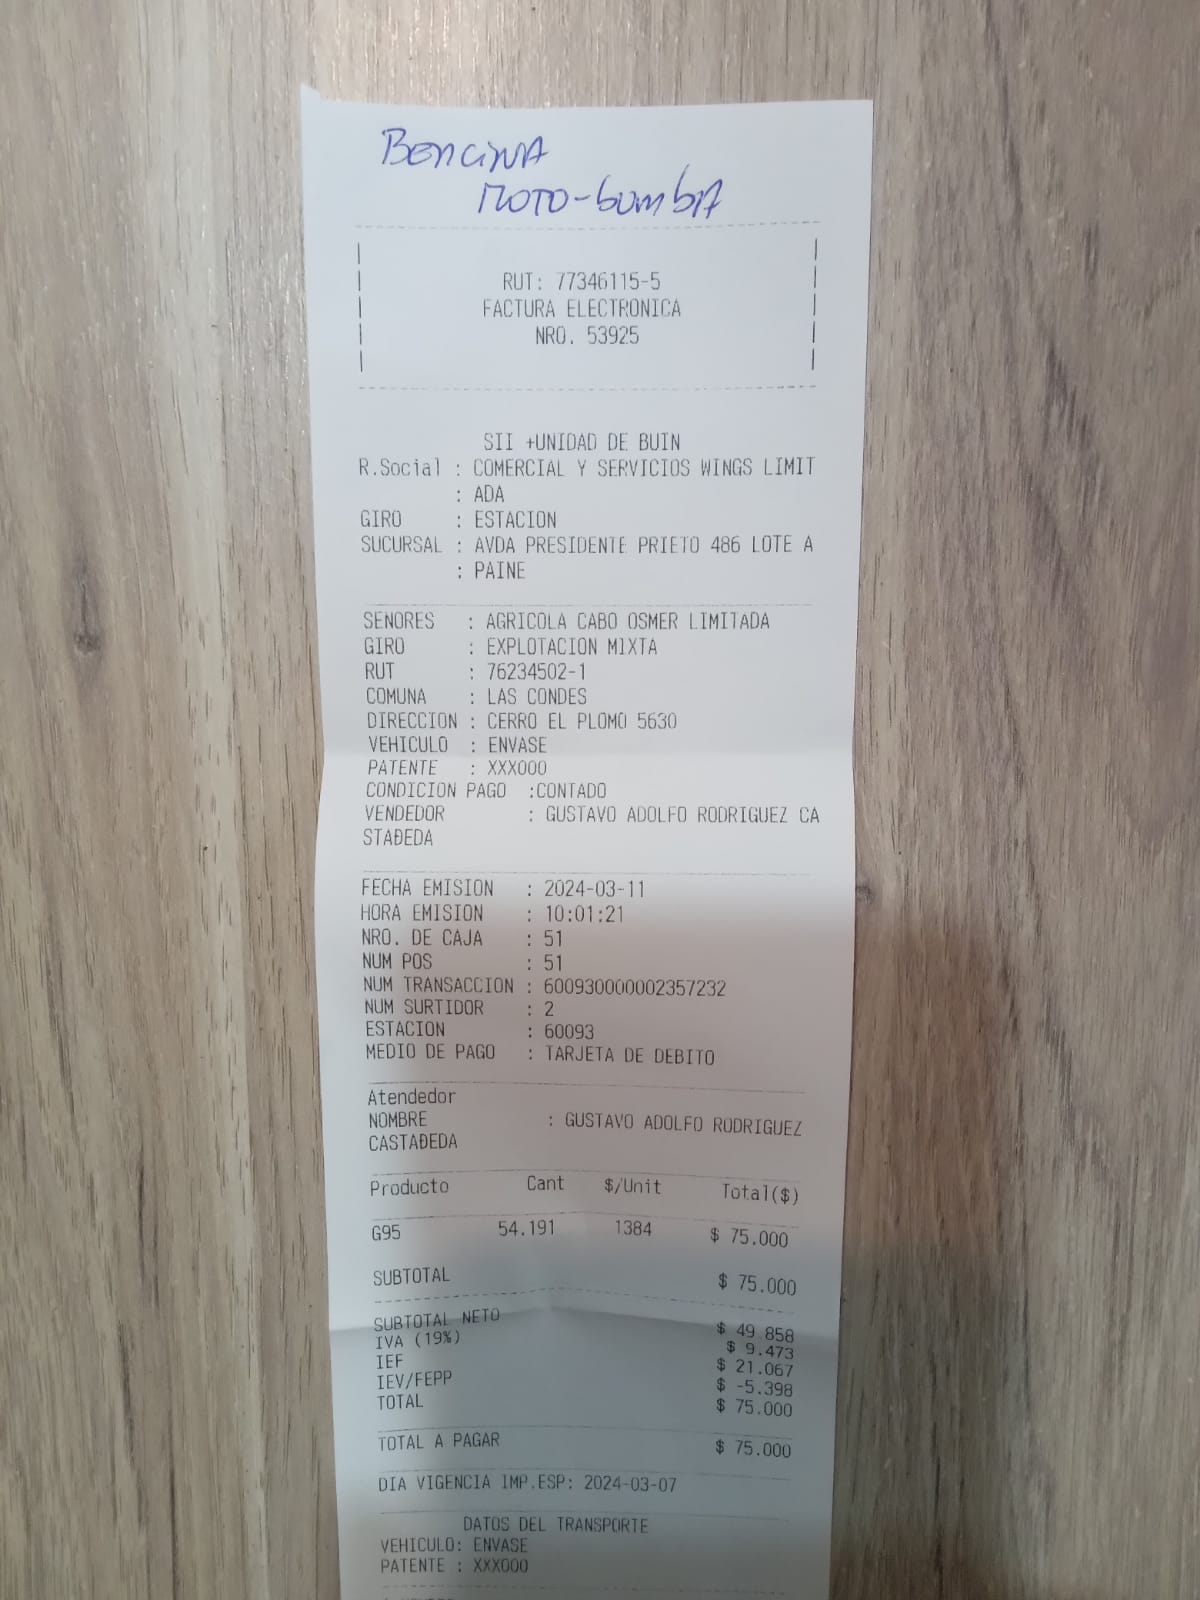 BENCINA
MOTO-bombA
RUT: 77346115-5
FACTURA ELECTRONICA
NRO. 53925
SII +UNIDAD DE BUIN
R.Social : COMERCIAL Y SERVICIOS WINGS LIMIT
: ADA
GIRO : ESTACION
SUCURSAL : AVDA PRESIDENTE PRIETO 486 LOTE A
: PAINE
SENORES : AGRICOLA CABO OSMER LIMITADA
GIRO : EXPLOTACION MIXTA
RUT : 76234502-1
COMUNA : LAS CONDES
DIRECCION : CERRO EL PLOMO 5630
VEHICULO : ENVASE
PATENTE : XXX000
CONDICION PAGO :CONTADO
VENDEDOR : GUSTAVO ADOLFO RODRIGUEZ CA
STAĐEDA
FECHA EMISION : 2024-03-11
HORA EMISION : 10:01:21
NRO. DE CAJA : 51
NUM POS : 51
NUM TRANSACCION : 600930000002357232
NUM SURTIDOR : 2
ESTACION : 60093
MEDIO DE PAGO : TARJETA DE DEBITO
Atendedor
NOMBRE : GUSTAVO ADOLFO RODRIGUEZ
CASTAĐEDA
Producto Cant $/Unit Total($)
G95 54.191 1384 $ 75.000
SUBTOTAL $ 75.000
SUBTOTAL NETO $ 49.858
IVA (19%) $ 9.473
IEF $ 21.067
IEV/FEPP $ -5.398
TOTAL $ 75.000
TOTAL A PAGAR $ 75.000
DIA VIGENCIA IMP.ESP: 2024-03-07
DATOS DEL TRANSPORTE
VEHICULO: ENVASE
PATENTE : XXX000